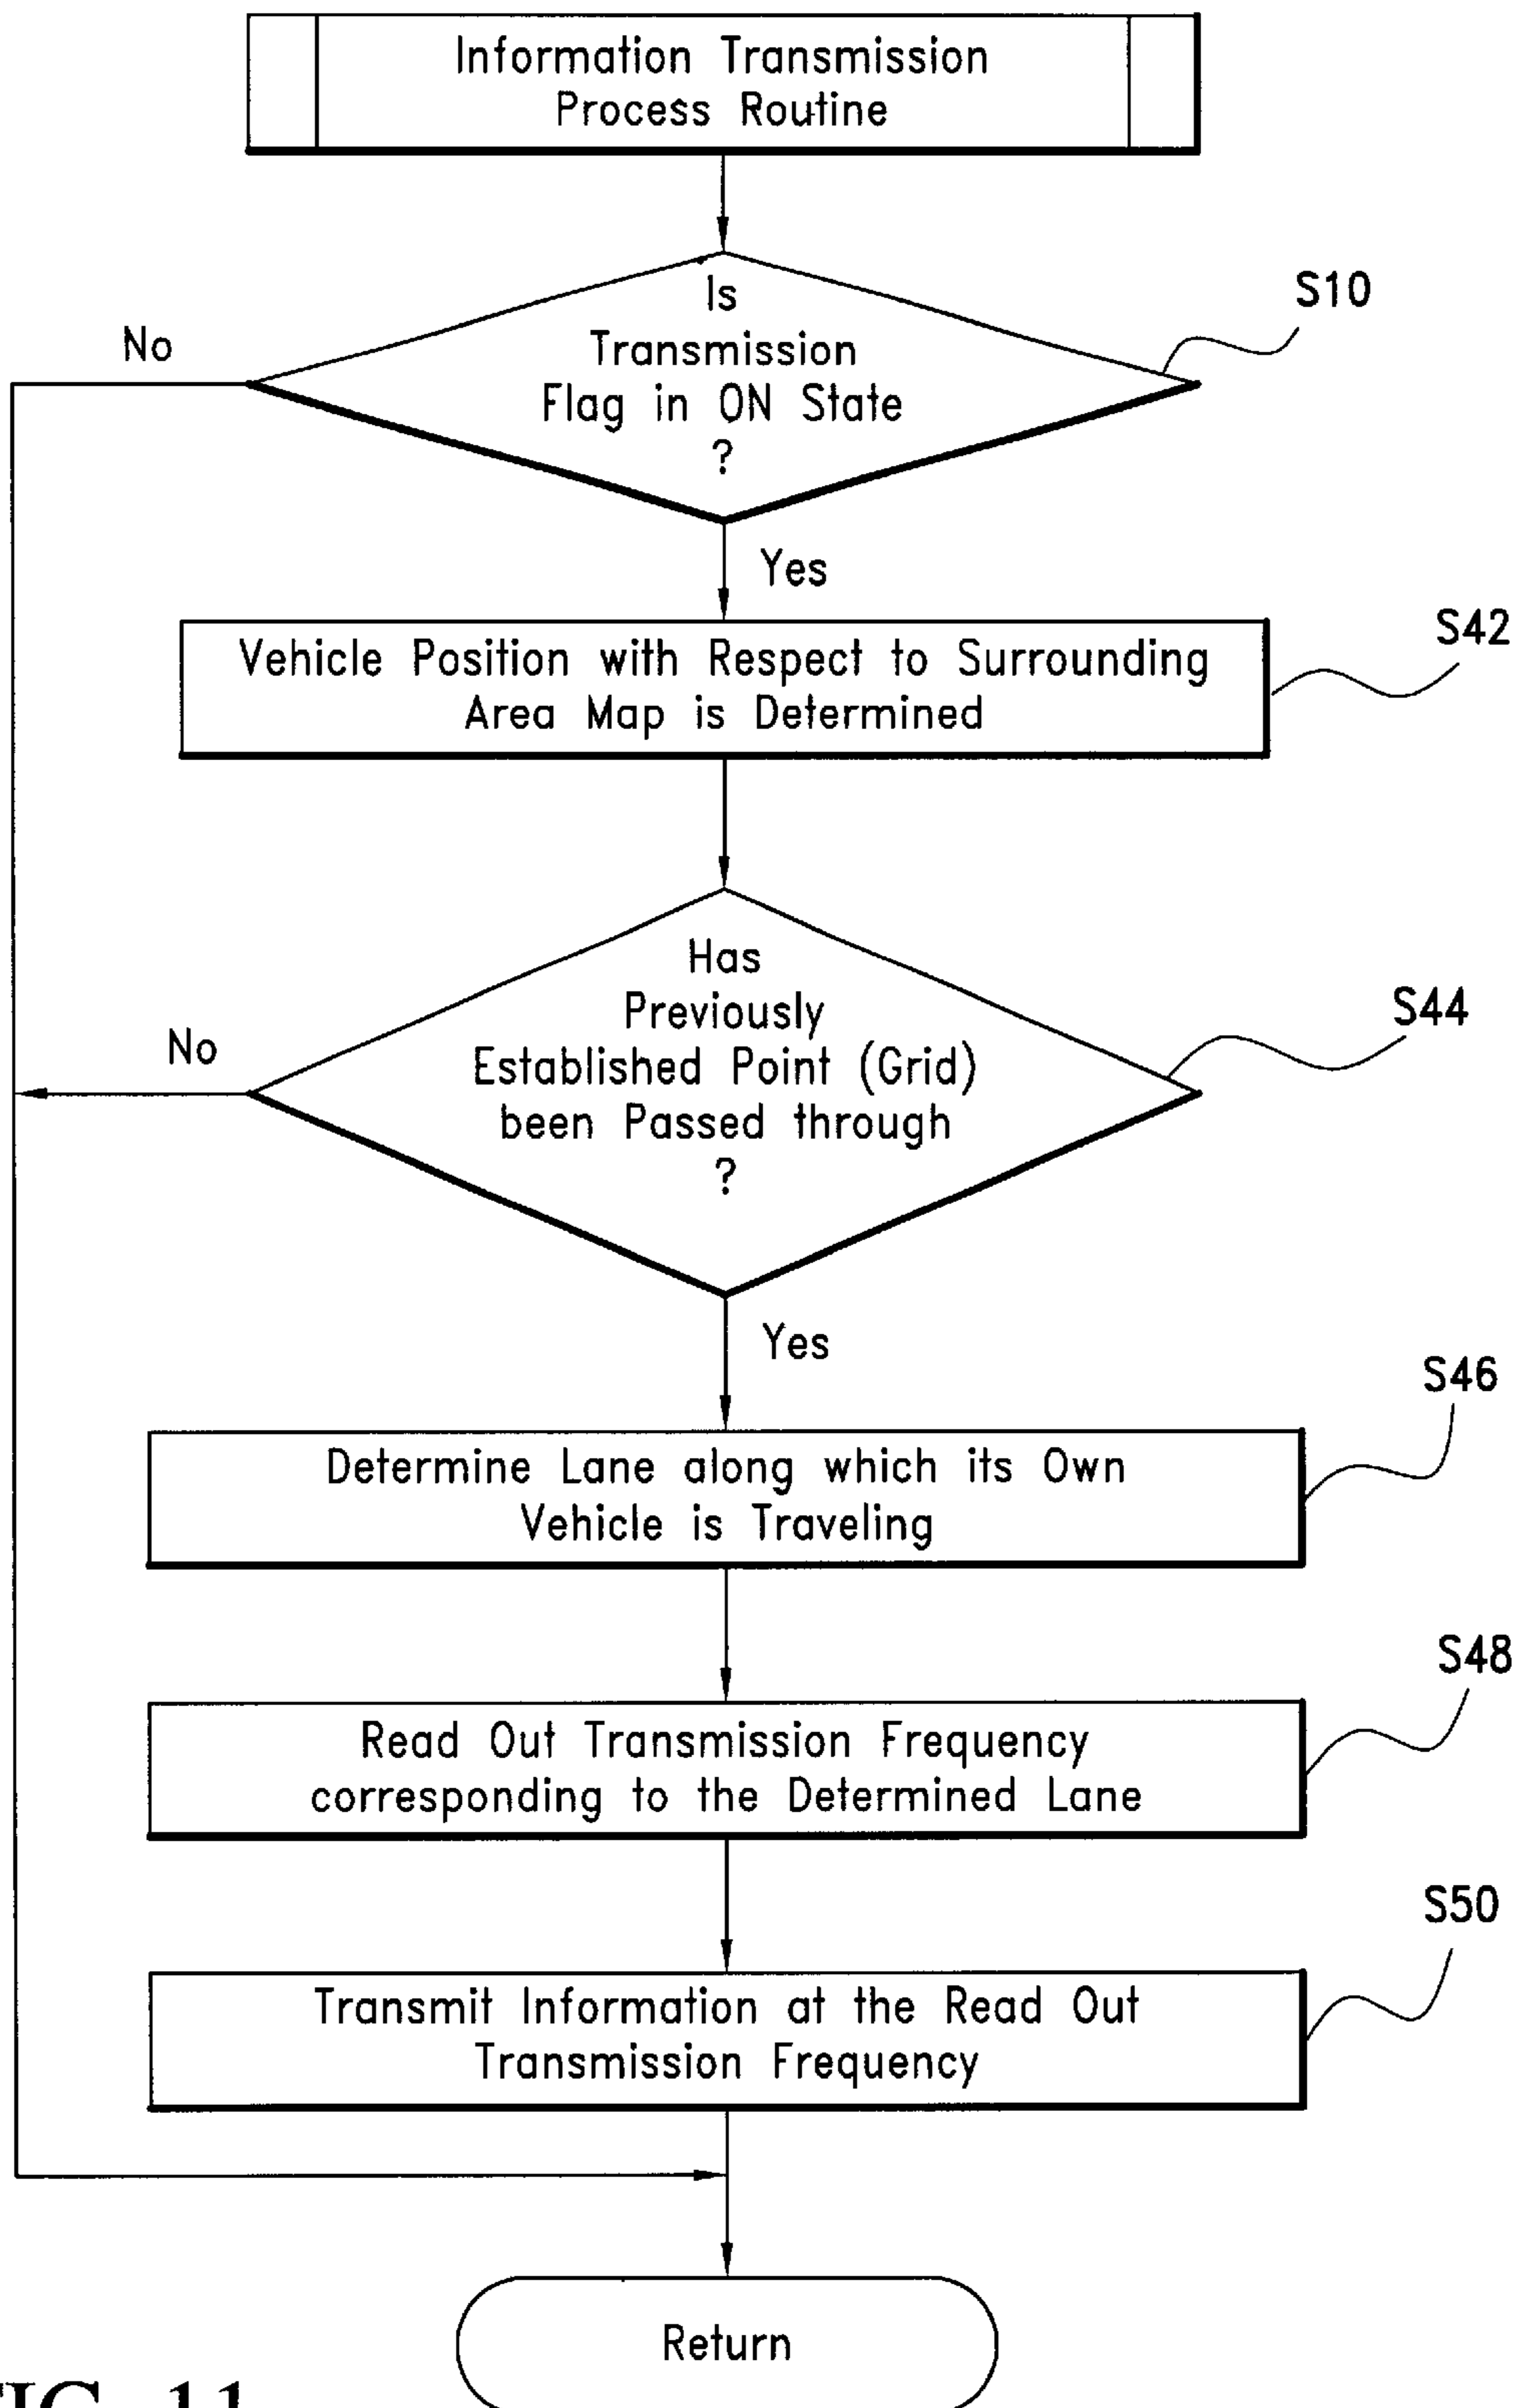 Information Transmission
Process Routine
Is
Transmission
Flag in ON State
?
S10
No
Yes
Vehicle Position with Respect to Surrounding
Area Map is Determined
S42
Has
Previously
Established Point (Grid)
been Passed through
?
S44
No
Yes
Determine Lane along which its Own
Vehicle is Traveling
S46
Read Out Transmission Frequency
corresponding to the Determined Lane
S48
Transmit Information at the Read Out
Transmission Frequency
S50
Return
FIG. 11